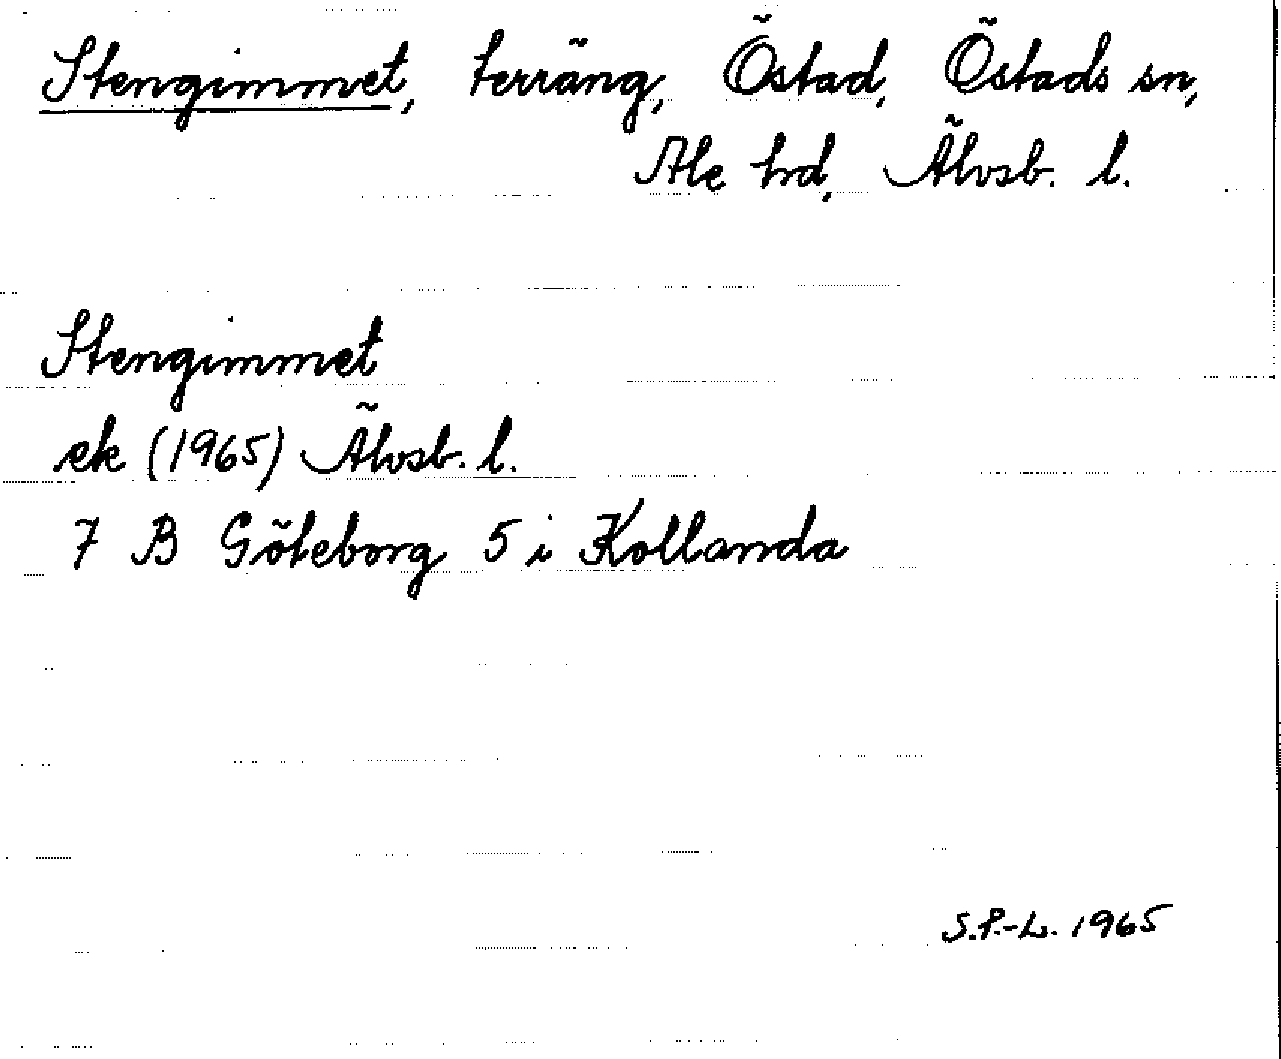 Stengimmet, terräng, Östad, Östads sn,
Ale hd, Älvsb. l.
Stengimmet
ek (1965) Älvsb. l.
7 B Göteborg 5 i Kollanda
S.P.-L. 1965